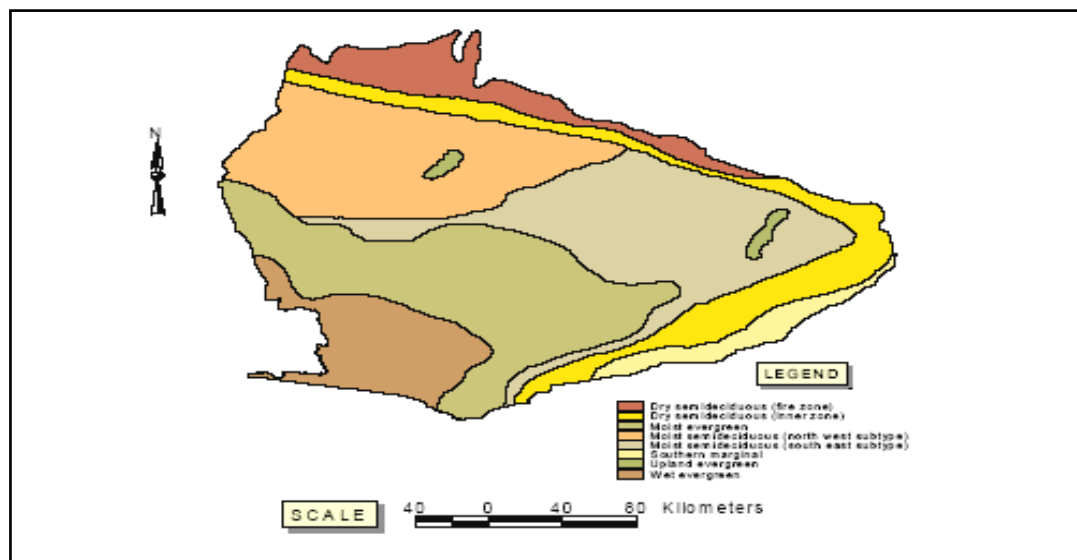 N
LEGEND
Dry semideciduous (fire zone)
Dry semideciduous (inner zone)
Moist evergreen
Moist semideciduous (north west subtype)
Moist semideciduous (south east subtype)
Southern marginal
Upland evergreen
Wet evergreen
SCALE
40 0 40 80 Kilometers